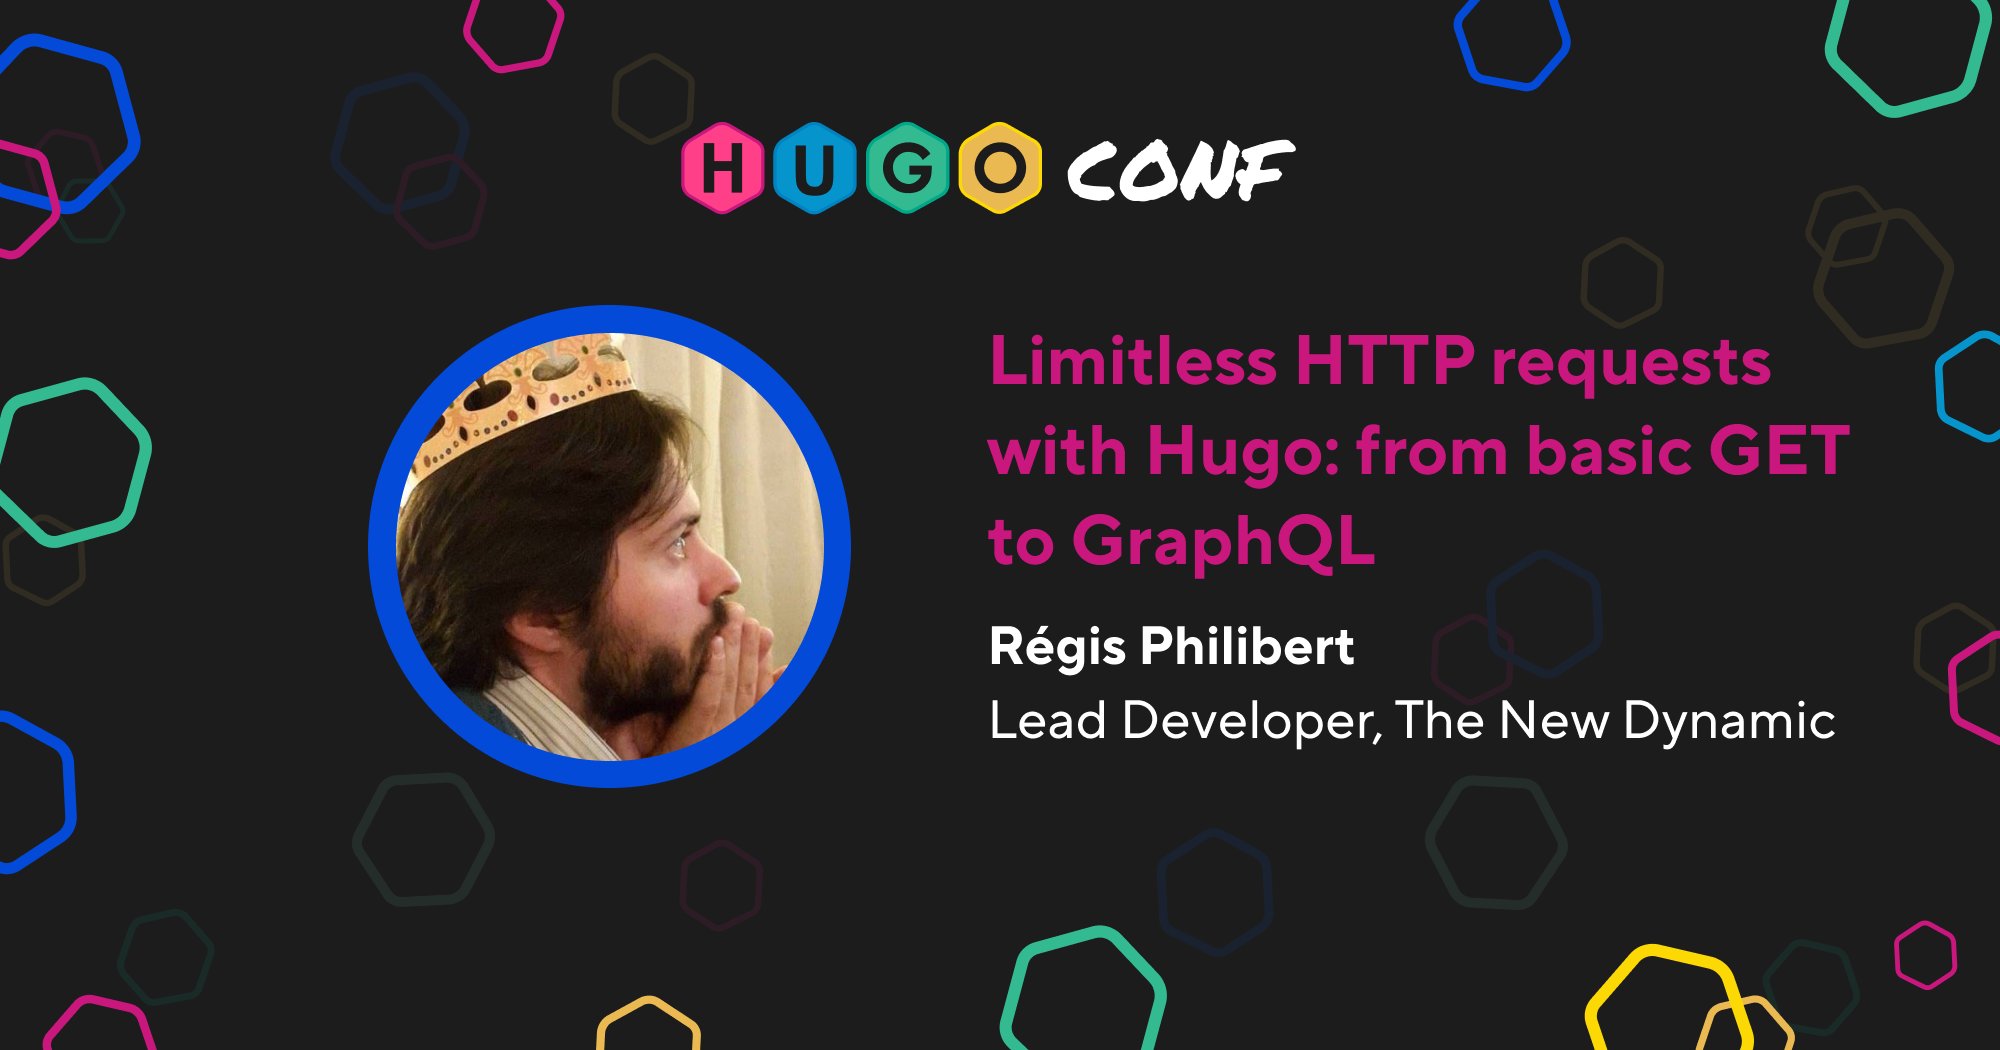 HUGO CONF
Limitless HTTP requests
with Hugo: from basic GET
to GraphQL
Régis Philibert
Lead Developer, The New Dynamic